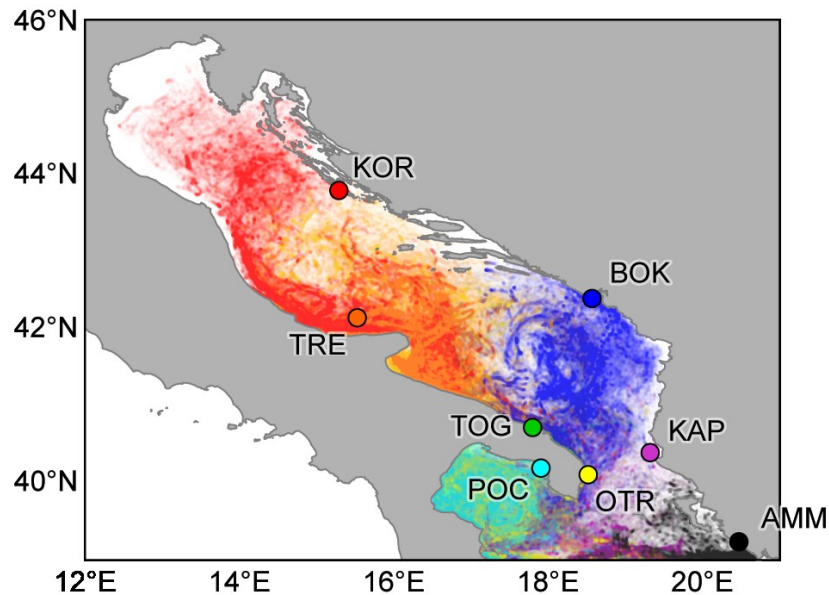 46°N
KOR
44°N
BOK
42°N
TRE
TOG
KAP
40°N
POC
OTR
AMM
12°E
14°E
16°E
18°E
20°E